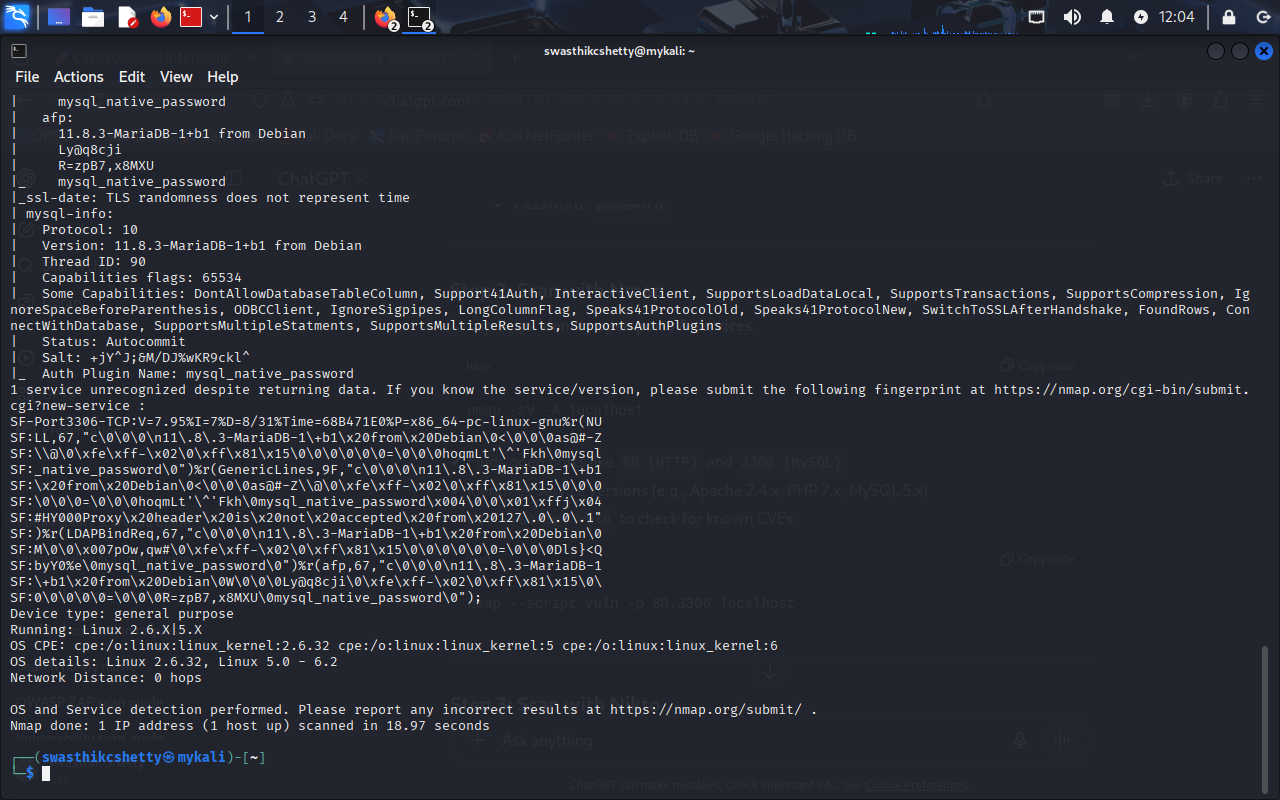 1 2 3 4 2 2 12:04
swasthikcshetty@mykali: ~
File Actions Edit View Help
| mysql_native_password
| afp:
| 11.8.3-MariaDB-1+b1 from Debian
| Ly@q8cji
| R=zpB7,x8MXU
|_ mysql_native_password
|_ssl-date: TLS randomness does not represent time
| mysql-info:
| Protocol: 10
| Version: 11.8.3-MariaDB-1+b1 from Debian
| Thread ID: 90
| Capabilities flags: 65534
| Some Capabilities: DontAllowDatabaseTableColumn, Support41Auth, InteractiveClient, SupportsLoadDataLocal, SupportsTransactions, SupportsCompression, Ig
noreSpaceBeforeParenthesis, ODBCClient, IgnoreSigpipes, LongColumnFlag, Speaks41ProtocolOld, Speaks41ProtocolNew, SwitchToSSLAfterHandshake, FoundRows, Con
nectWithDatabase, SupportsMultipleStatments, SupportsMultipleResults, SupportsAuthPlugins
| Status: Autocommit
| Salt: +jY^J;&M/DJ%wKR9ckl^
|_ Auth Plugin Name: mysql_native_password
1 service unrecognized despite returning data. If you know the service/version, please submit the following fingerprint at https://nmap.org/cgi-bin/submit.
cgi?new-service :
SF-Port3306-TCP:V=7.95%I=7%D=8/31%Time=68B471E0%P=x86_64-pc-linux-gnu%r(NU
SF:LL,67,"c\0\0\0\n11\.8\.3-MariaDB-1\+b1\x20from\x20Debian\0<\0\0\0as@#-Z
SF:\\@\0\xfe\xff-\x02\0\xff\x81\x15\0\0\0\0\0\0=\0\0\0hoqmLt'\^'Fkh\0mysql
SF:_native_password\0")%r(GenericLines,9F,"c\0\0\0\n11\.8\.3-MariaDB-1\+b1
SF:\x20from\x20Debian\0<\0\0\0as@#-Z\\@\0\xfe\xff-\x02\0\xff\x81\x15\0\0\0
SF:\0\0\0=\0\0\0hoqmLt'\^'Fkh\0mysql_native_password\x004\0\0\x01\xffj\x04
SF:#HY000Proxy\x20header\x20is\x20not\x20accepted\x20from\x20127\.0\.0\.1"
SF:)%r(LDAPBindReq,67,"c\0\0\0\n11\.8\.3-MariaDB-1\+b1\x20from\x20Debian\0
SF:M\0\0\x007pOw,qw#\0\xfe\xff-\x02\0\xff\x81\x15\0\0\0\0\0\0=\0\0\0Dls}<Q
SF:byY0%e\0mysql_native_password\0")%r(afp,67,"c\0\0\0\n11\.8\.3-MariaDB-1
SF:\+b1\x20from\x20Debian\0W\0\0\0Ly@q8cji\0\xfe\xff-\x02\0\xff\x81\x15\0\
SF:0\0\0\0\0=\0\0\0R=zpB7,x8MXU\0mysql_native_password\0");
Device type: general purpose
Running: Linux 2.6.X|5.X
OS CPE: cpe:/o:linux:linux_kernel:2.6.32 cpe:/o:linux:linux_kernel:5 cpe:/o:linux:linux_kernel:6
OS details: Linux 2.6.32, Linux 5.0 - 6.2
Network Distance: 0 hops
OS and Service detection performed. Please report any incorrect results at https://nmap.org/submit/ .
Nmap done: 1 IP address (1 host up) scanned in 18.97 seconds
(swasthikcshetty㉿mykali)-[~]
$